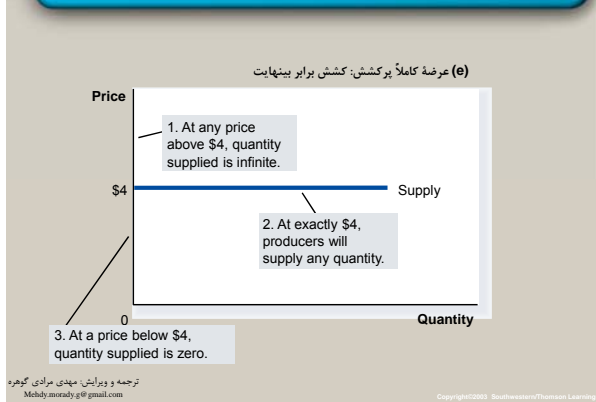 (e) عرضهٔ کاملاً پرکشش: کشش برابر بینهایت
Price
1. At any price
above $4, quantity
supplied is infinite.
$4
Supply
2. At exactly $4,
producers will
supply any quantity.
0
Quantity
3. At a price below $4,
quantity supplied is zero.
ترجمه و ویرایش: مهدی مرادی گوهره
Mehdy.morady.g@gmail.com
Copyright©2003 Southwestern/Thomson Learning